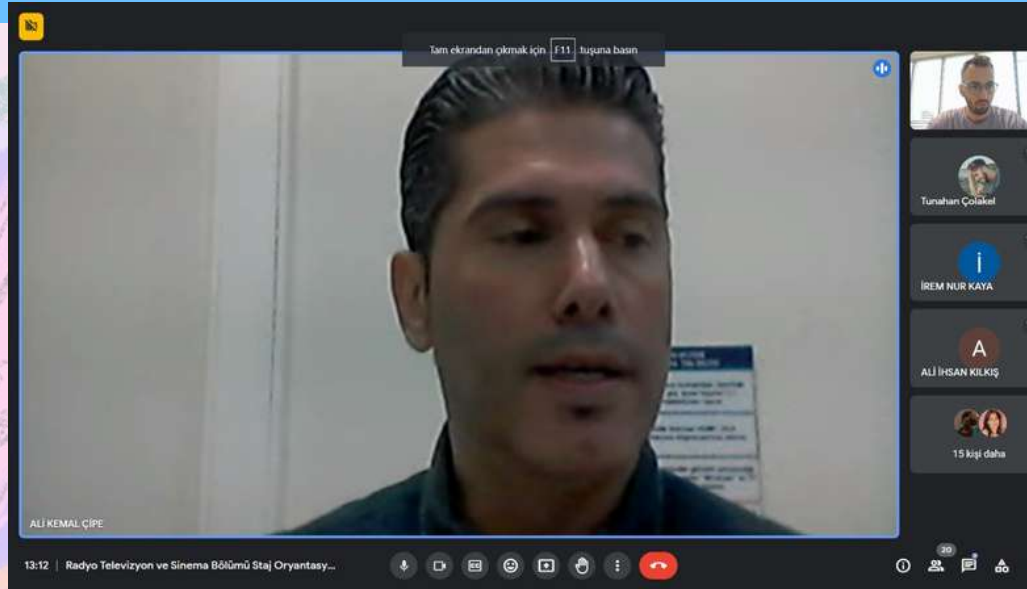 Tam ekrandan çıkmak için F11 tuşuna basın
Tunahan Çolakel
İ
İREM NUR KAYA
A
ALİ İHSAN KILKIŞ
15 kişi daha
ALİ KEMAL ÇİPE
13:12 | Radyo Televizyon ve Sinema Bölümü Staj Oryantasy...
20